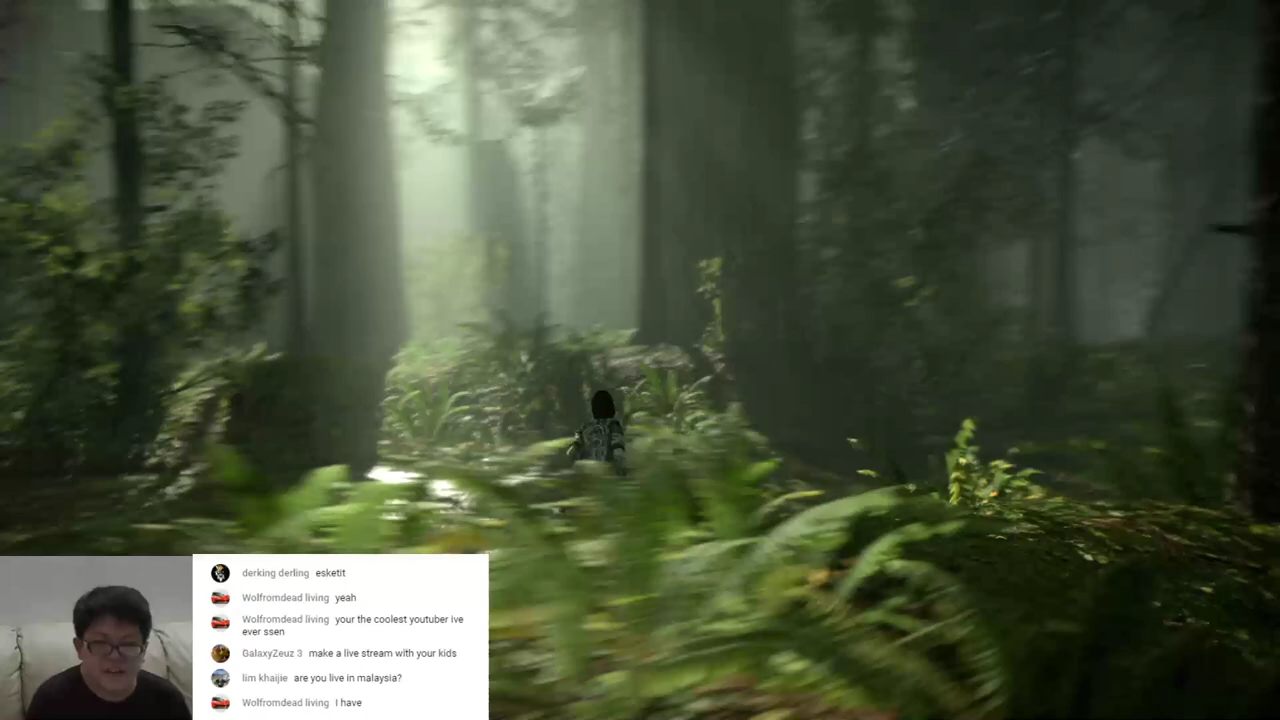 derking derling esketit
Wolfromdead living yeah
Wolfromdead living your the coolest youtuber ive
ever ssen
GalaxyZeuz 3 make a live stream with your kids
lim khaijie are you live in malaysia?
Wolfromdead living I have